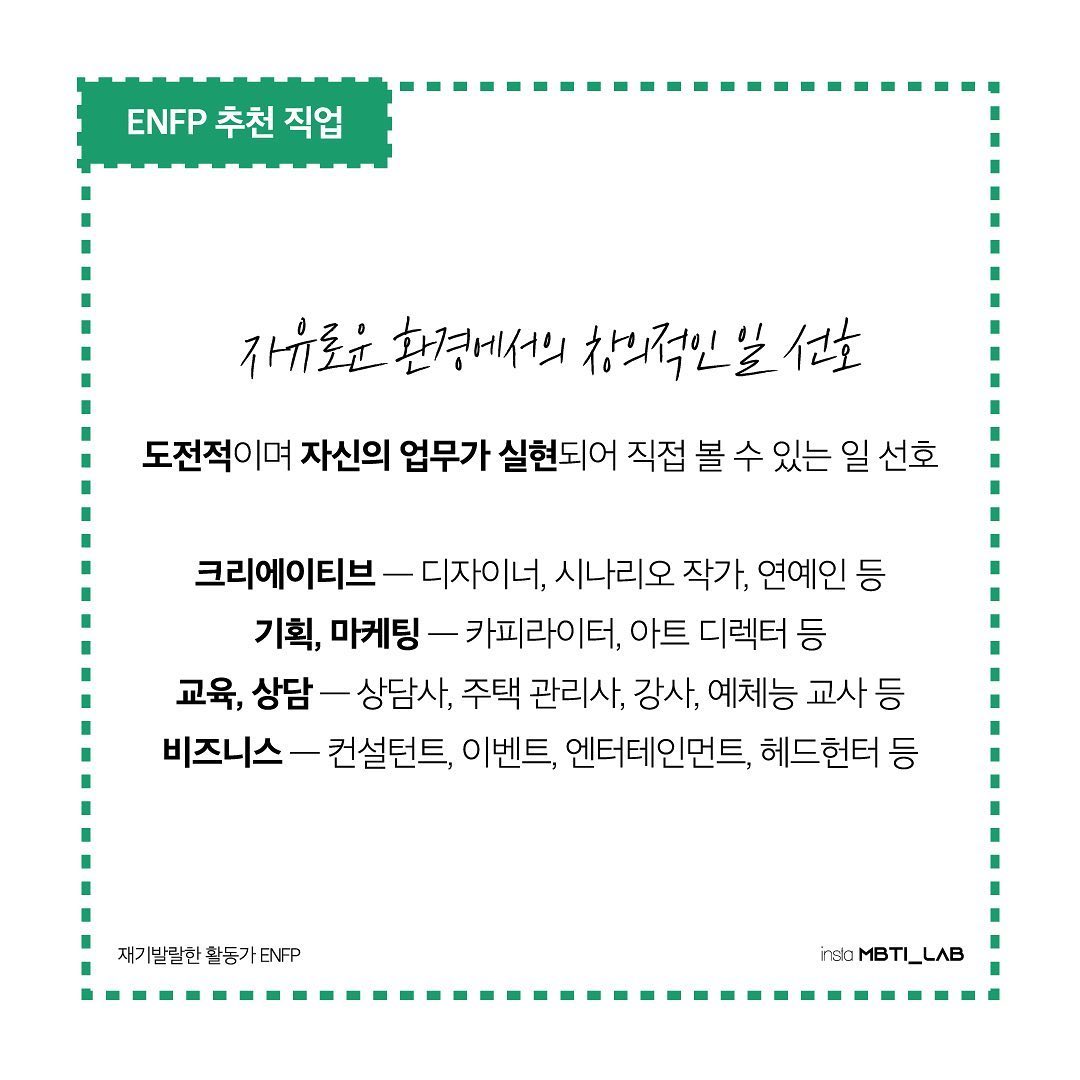 ENFP 추천 직업
자유로운 환경에서의 창의적인 일 선호
도전적이며 자신의 업무가 실현되어 직접 볼 수 있는 일 선호
크리에이티브 — 디자이너, 시나리오 작가, 연예인 등
기획, 마케팅 — 카피라이터, 아트 디렉터 등
교육, 상담 — 상담사, 주택 관리사, 강사, 예체능 교사 등
비즈니스 — 컨설턴트, 이벤트, 엔터테인먼트, 헤드헌터 등
재기발랄한 활동가 ENFP
insta MBTI_LAB